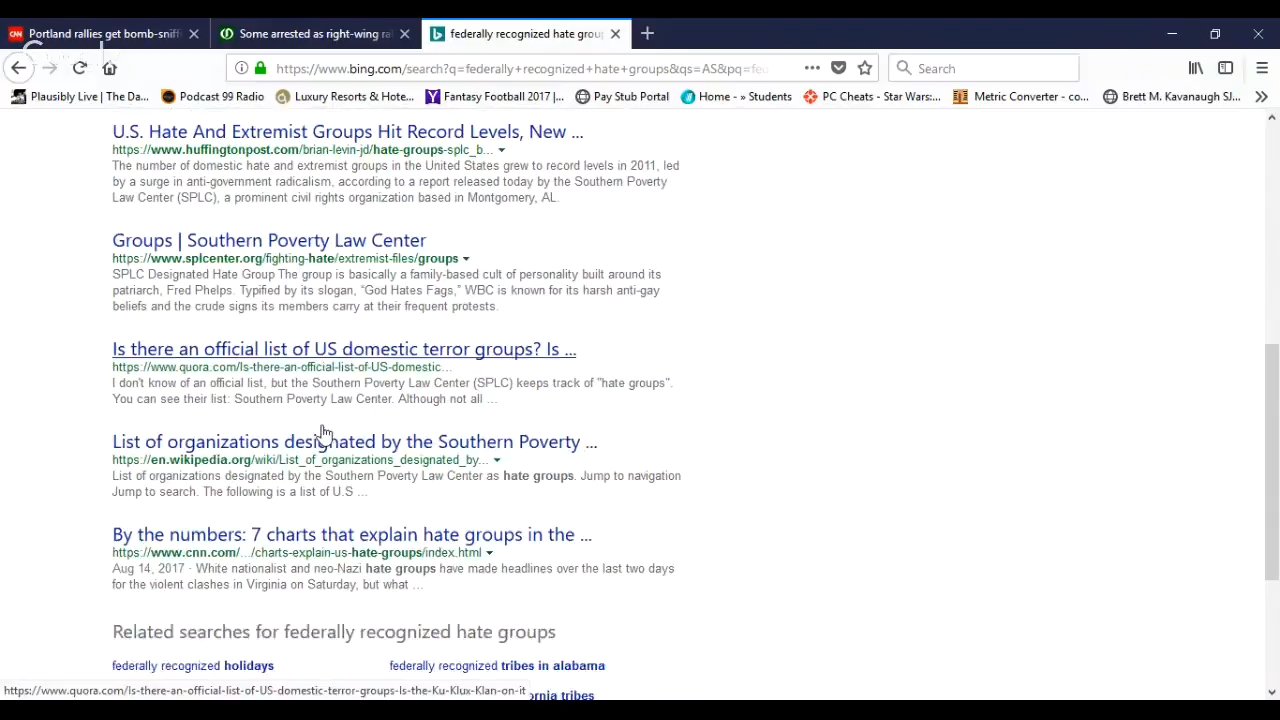 Portland rallies get bomb-sniff
Some arrested as right-wing ral
federally recognized hate group
https://www.bing.com/search?q=federally+recognized+hate+groups&qs=AS&pq=fe
Search
Plausibly Live | The Da...
Podcast 99 Radio
Luxury Resorts & Hote...
Fantasy Football 2017 |...
Pay Stub Portal
Home - » Students
PC Cheats - Star Wars:...
Metric Converter - co...
Brett M. Kavanaugh SJ...
U.S. Hate And Extremist Groups Hit Record Levels, New ...
https://www.huffingtonpost.com/brian-levin-jd/hate-groups-splc_b...
The number of domestic hate and extremist groups in the United States grew to record levels in 2011, led
by a surge in anti-government radicalism, according to a report released today by the Southern Poverty
Law Center (SPLC), a prominent civil rights organization based in Montgomery, AL.
Groups | Southern Poverty Law Center
https://www.splcenter.org/fighting-hate/extremist-files/groups
SPLC Designated Hate Group The group is basically a family-based cult of personality built around its
patriarch, Fred Phelps. Typified by its slogan, “God Hates Fags,” WBC is known for its harsh anti-gay
beliefs and the crude signs its members carry at their frequent protests.
Is there an official list of US domestic terror groups? Is ...
https://www.quora.com/Is-there-an-official-list-of-US-domestic...
I don't know of an official list, but the Southern Poverty Law Center (SPLC) keeps track of "hate groups".
You can see their list: Southern Poverty Law Center. Although not all ...
List of organizations designated by the Southern Poverty ...
https://en.wikipedia.org/wiki/List_of_organizations_designated_by...
List of organizations designated by the Southern Poverty Law Center as hate groups. Jump to navigation
Jump to search. The following is a list of U.S ...
By the numbers: 7 charts that explain hate groups in the ...
https://www.cnn.com/.../charts-explain-us-hate-groups/index.html
Aug 14, 2017 · White nationalist and neo-Nazi hate groups have made headlines over the last two days
for the violent clashes in Virginia on Saturday, but what ...
Related searches for federally recognized hate groups
federally recognized holidays
federally recognized tribes in alabama
https://www.quora.com/Is-there-an-official-list-of-US-domestic-terror-groups-Is-the-Ku-Klux-Klan-on-it
ornia tribes